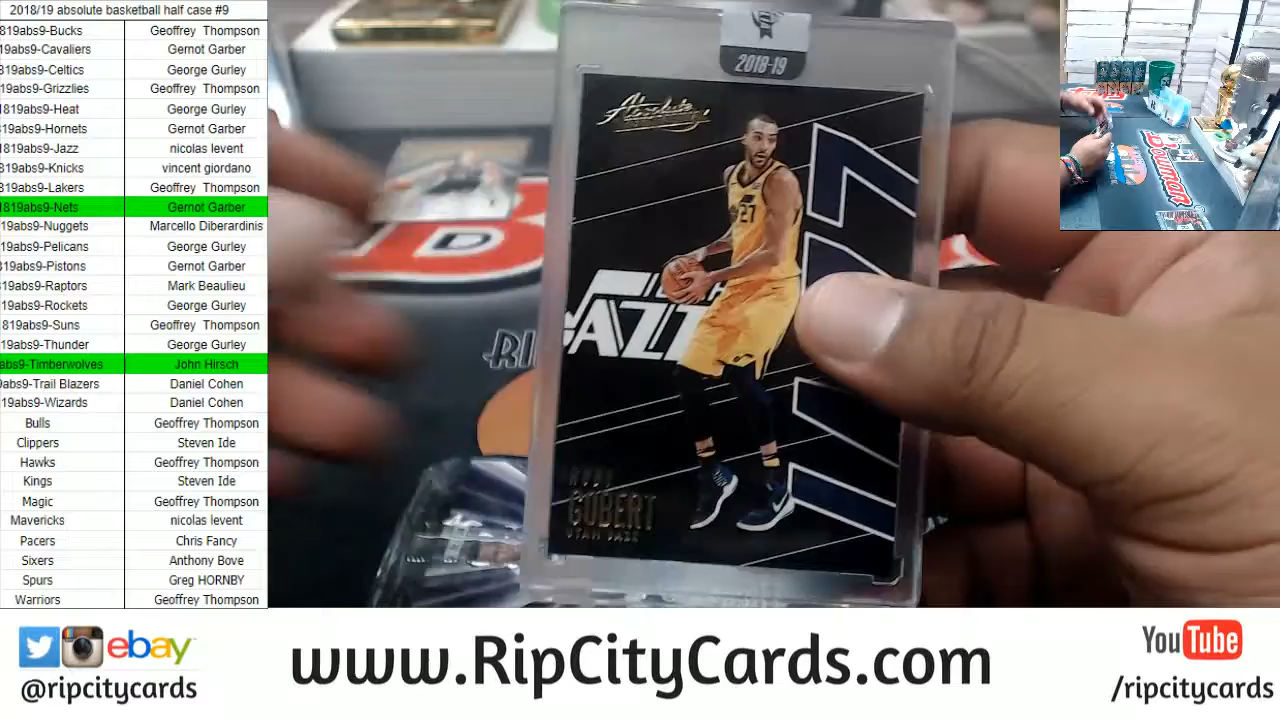 2018/19 absolute basketball half case #9
819abs9-Bucks Geoffrey Thompson
19abs9-Cavaliers Gernot Garber
819abs9-Celtics George Gurley
819abs9-Grizzlies Geoffrey Thompson
819abs9-Heat George Gurley
19abs9-Hornets Gernot Garber
819abs9-Jazz nicolas levent
819abs9-Knicks vincent giordano
819abs9-Lakers Geoffrey Thompson
1819abs9-Nets Gernot Garber
19abs9-Nuggets Marcello Diberardinis
19abs9-Pelicans George Gurley
19abs9-Pistons Gernot Garber
19abs9-Raptors Mark Beaulieu
19abs9-Rockets George Gurley
819abs9-Suns Geoffrey Thompson
19abs9-Thunder George Gurley
abs9-Timberwolves John Hirsch
9abs9-Trail Blazers Daniel Cohen
19abs9-Wizards Daniel Cohen
Bulls Geoffrey Thompson
Clippers Steven Ide
Hawks Geoffrey Thompson
Kings Steven Ide
Magic Geoffrey Thompson
Mavericks nicolas levent
Pacers Chris Fancy
Sixers Anthony Bove
Spurs Greg HORNBY
Warriors Geoffrey Thompson
2018-19
Absolute
27
JAZZ
RUDY
GOBERT
UTAH JAZZ
D
RI
BOWMAN
ebay
@ripcitycards
www.RipCityCards.com
YouTube
/ripcitycards